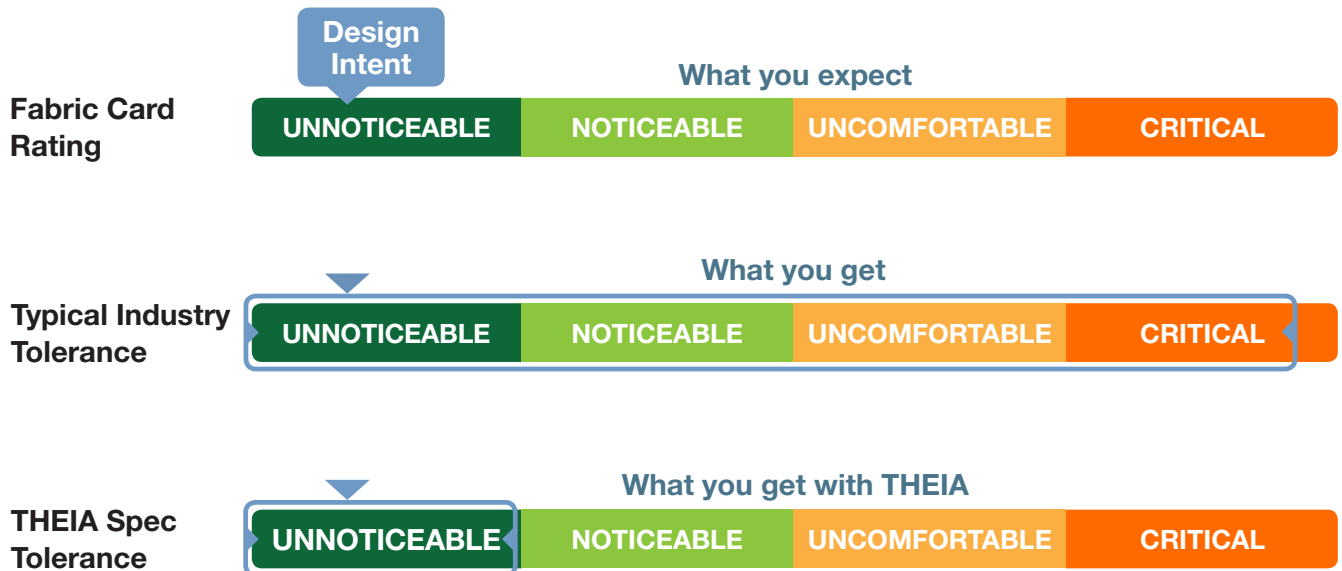 Design
Intent
What you expect
Fabric Card
Rating
UNNOTICEABLE NOTICEABLE UNCOMFORTABLE CRITICAL
What you get
Typical Industry
Tolerance
UNNOTICEABLE NOTICEABLE UNCOMFORTABLE CRITICAL
What you get with THEIA
THEIA Spec
Tolerance
UNNOTICEABLE NOTICEABLE UNCOMFORTABLE CRITICAL